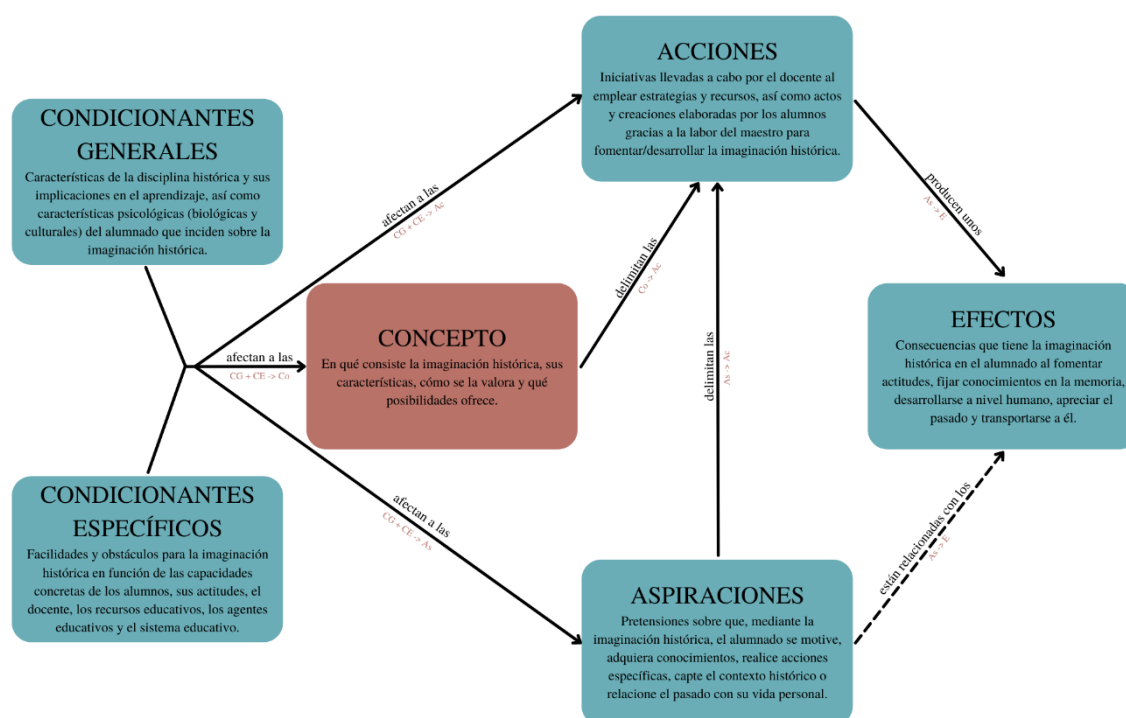 CONDICIONANTES
GENERALES
Características de la disciplina histórica y sus
implicaciones en el aprendizaje, así como
características psicológicas (biológicas y
culturales) del alumnado que inciden sobre la
imaginación histórica.
CONDICIONANTES
ESPECÍFICOS
Facilidades y obstáculos para la imaginación
histórica en función de las capacidades
concretas de los alumnos, sus actitudes, el
docente, los recursos educativos, los agentes
educativos y el sistema educativo.
afectan a las
CG + CE -> Ac
afectan a las
CG + CE -> Co
afectan a las
CG + CE -> As
CONCEPTO
En qué consiste la imaginación histórica, sus
características, cómo se la valora y qué
posibilidades ofrece.
delimitan las
Co -> Ac
ACCIONES
Iniciativas llevadas a cabo por el docente al
emplear estrategias y recursos, así como actos
y creaciones elaboradas por los alumnos
gracias a la labor del maestro para
fomentar/desarrollar la imaginación histórica.
delimitan las
As -> Ac
ASPIRACIONES
Pretensiones sobre que, mediante la
imaginación histórica, el alumnado se motive,
adquiera conocimientos, realice acciones
específicas, capte el contexto histórico o
relacione el pasado con su vida personal.
producen unos
As -> E
EFECTOS
Consecuencias que tiene la imaginación
histórica en el alumnado al fomentar
actitudes, fijar conocimientos en la memoria,
desarrollarse a nivel humano, apreciar el
pasado y transportarse a él.
están relacionadas con los
As -> E